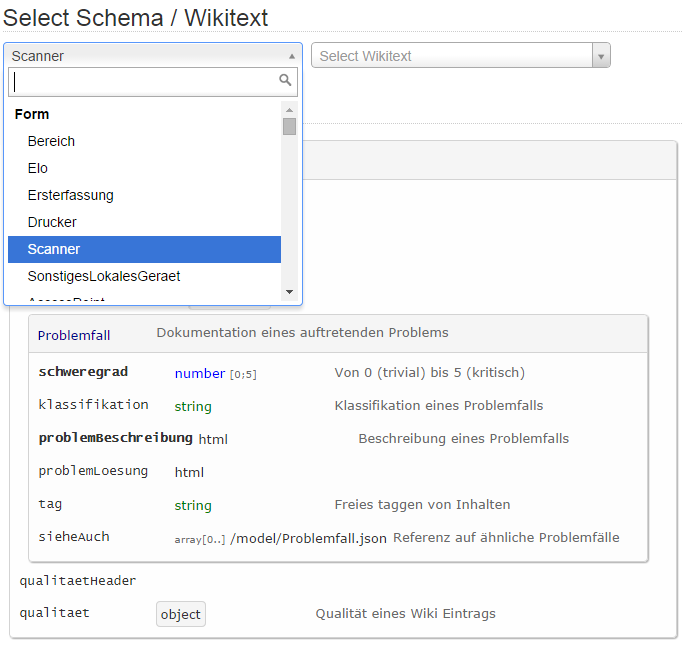 Select Schema / Wikitext
Scanner
Select Wikitext
Form
Bereich
Elo
Ersterfassung
Drucker
Scanner
SonstigesLokalesGeraet
AccessPoint
Problemfall Dokumentation eines auftretenden Problems
schweregrad number [0;5] Von 0 (trivial) bis 5 (kritisch)
klassifikation string Klassifikation eines Problemfalls
problemBeschreibung html Beschreibung eines Problemfalls
problemLoesung html
tag string Freies taggen von Inhalten
sieheAuch array[0..] /model/Problemfall.json Referenz auf ähnliche Problemfälle
qualitaetHeader
qualitaet object Qualität eines Wiki Eintrags